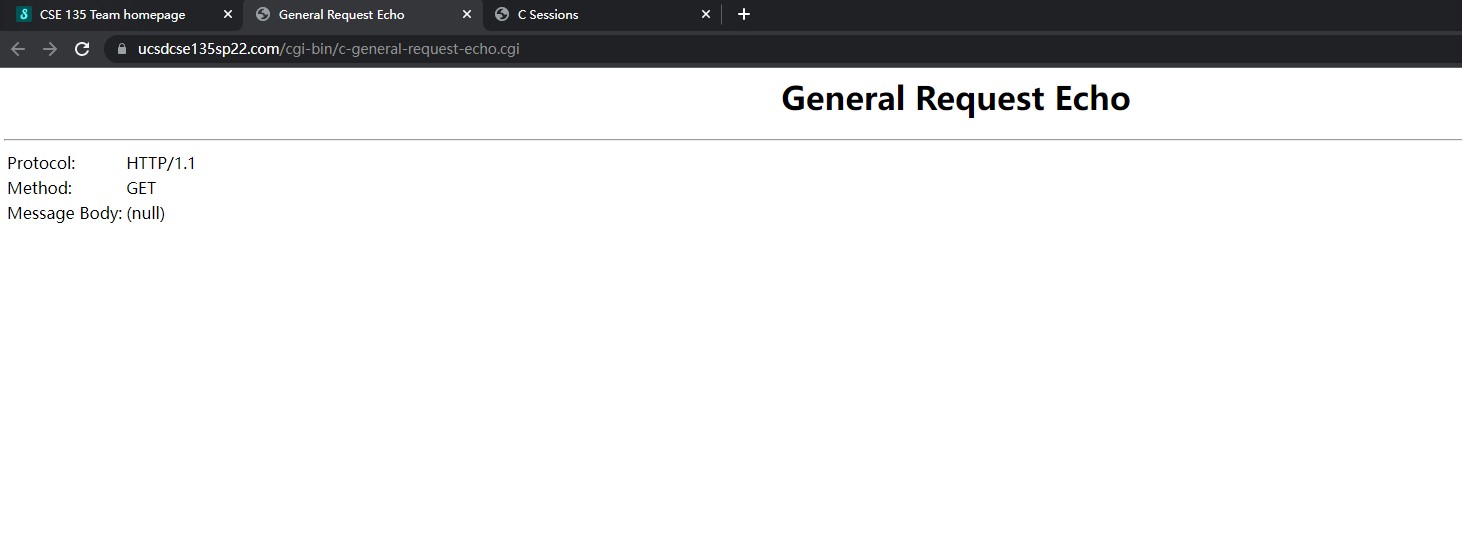 CSE 135 Team homepage
General Request Echo
C Sessions
ucsdcse135sp22.com/cgi-bin/c-general-request-echo.cgi
General Request Echo
Protocol: HTTP/1.1
Method: GET
Message Body: (null)